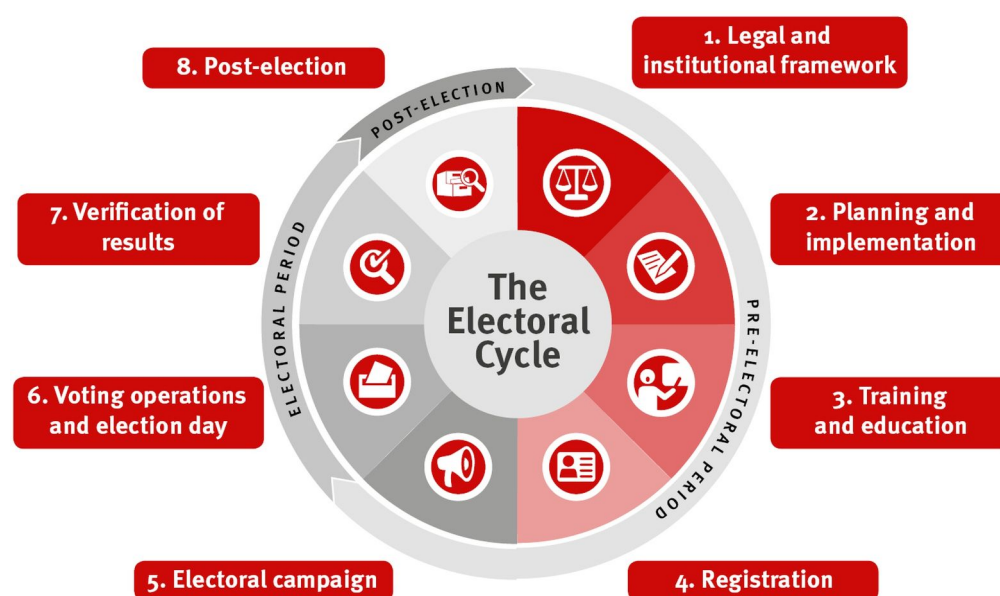 1. Legal and
institutional framework
2. Planning and
implementation
3. Training
and education
4. Registration
5. Electoral campaign
6. Voting operations
and election day
7. Verification of
results
8. Post-election
PRE-ELECTORAL PERIOD
ELECTORAL PERIOD
POST-ELECTION
The
Electoral
Cycle